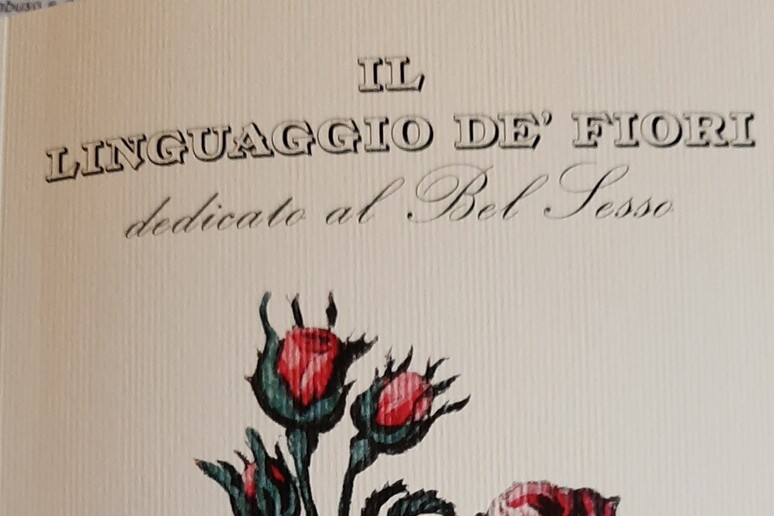 IL
LINGUAGGIO DE' FIORI
dedicato al Bel Sesso